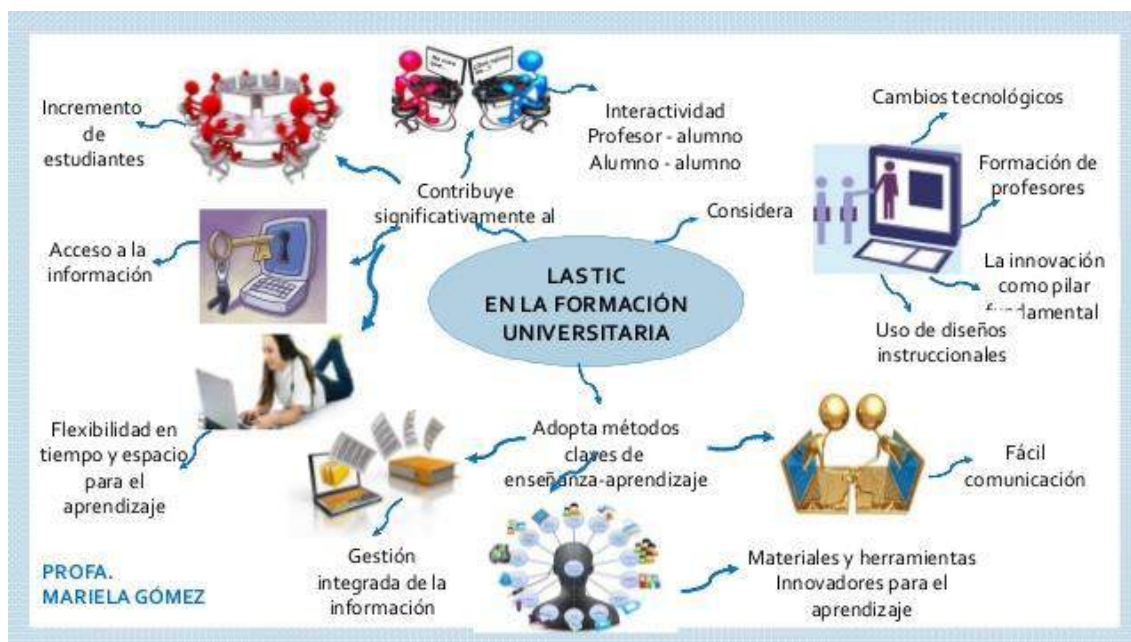 Incremento
de
estudiantes
Interactividad
Profesor - alumno
Alumno - alumno
Cambios tecnológicos
Formación de
profesores
Contribuye
significativamente al
Considera
Acceso a la
información
LAS TIC
EN LA FORMACIÓN
UNIVERSITARIA
La innovación
como pilar
fundamental
Uso de diseños
instruccionales
Flexibilidad en
tiempo y espacio
para el
aprendizaje
Adopta métodos
claves de
enseñanza-aprendizaje
Fácil
comunicación
Gestión
integrada de la
información
Materiales y herramientas
Innovadores para el
aprendizaje
PROFA.
MARIELA GÓMEZ